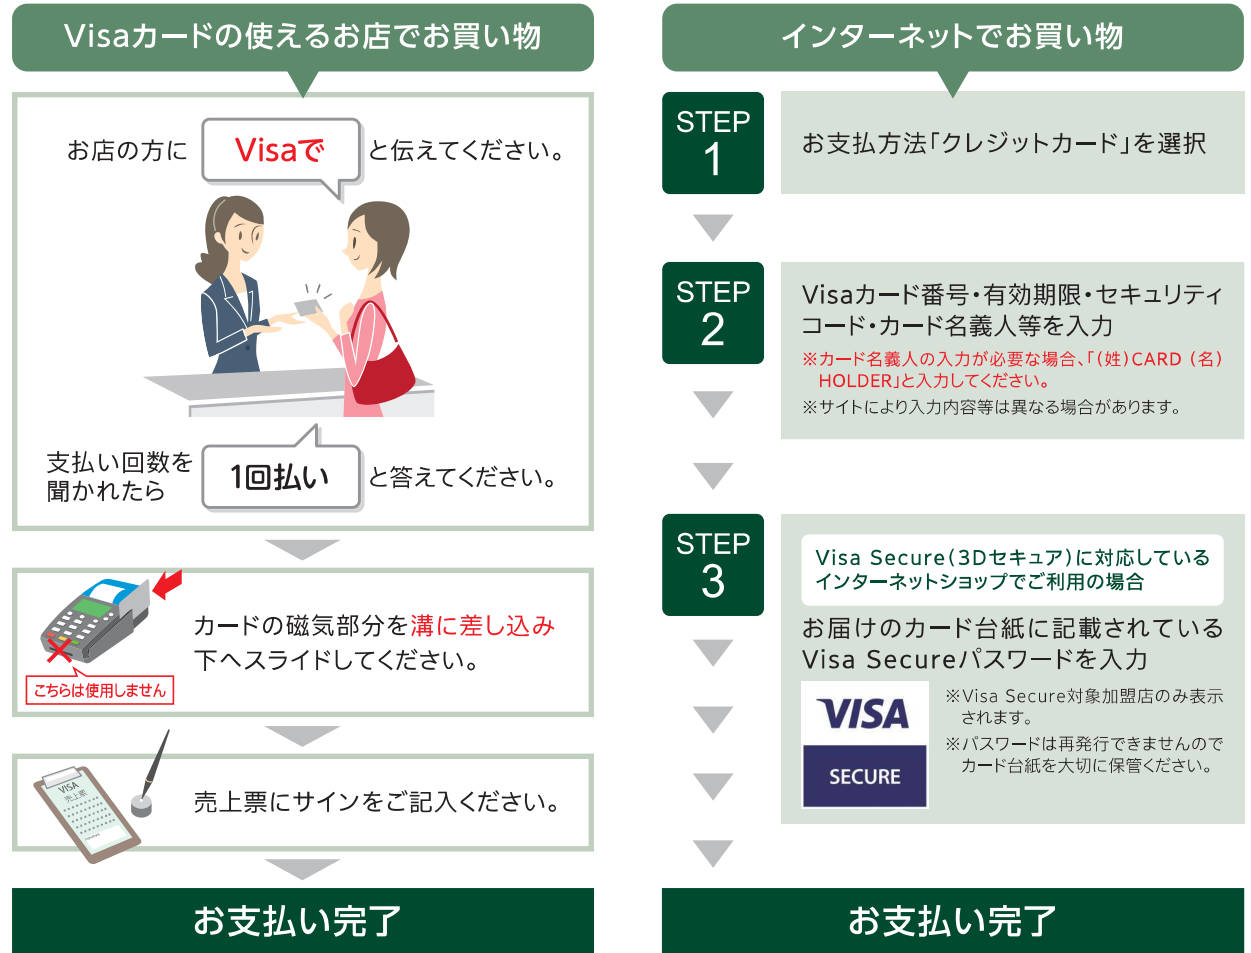 Visaカードの使えるお店でお買い物
お店の方に
Visaで
と伝えてください。
支払い回数を
聞かれたら
1回払い
と答えてください。
カードの磁気部分を溝に差し込み
下へスライドしてください。
こちらは使用しません
VISA
売上票
売上票にサインをご記入ください。
お支払い完了
インターネットでお買い物
STEP
1
お支払方法「クレジットカード」を選択
STEP
2
Visaカード番号・有効期限・セキュリティ
コード・カード名義人等を入力
※カード名義人の入力が必要な場合、「(姓)CARD (名)
HOLDER」と入力してください。
※サイトにより入力内容等は異なる場合があります。
STEP
3
Visa Secure(3Dセキュア)に対応している
インターネットショップでご利用の場合
お届けのカード台紙に記載されている
Visa Secureパスワードを入力
VISA
SECURE
※Visa Secure対象加盟店のみ表示
されます。
※パスワードは再発行できませんので
カード台紙を大切に保管ください。
お支払い完了